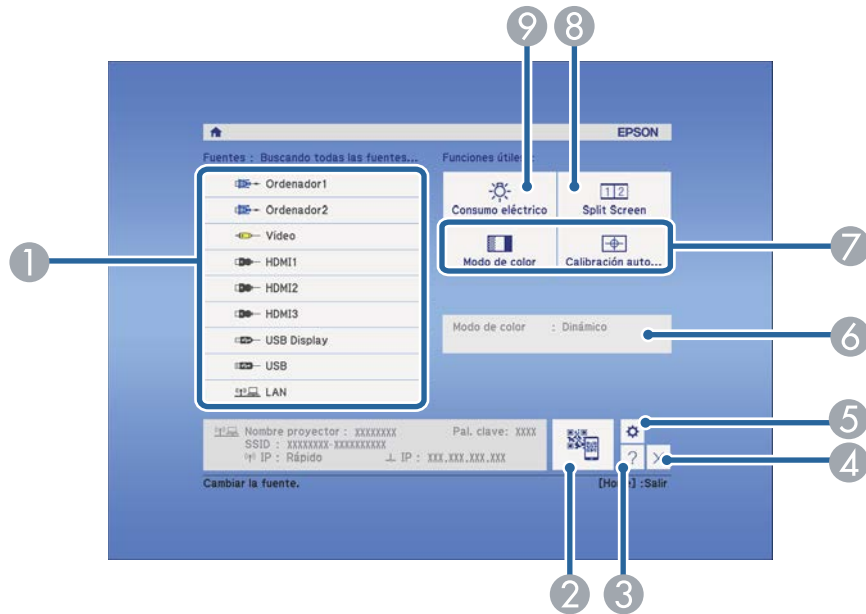 9 8
EPSON
Fuentes : Buscando todas las fuentes...
Funciones útiles :
Ordenador1
Ordenador2
Vídeo
HDMI1
HDMI2
HDMI3
USB Display
USB
LAN
1
Consumo eléctrico
1 2
Split Screen
Modo de color
Calibración auto...
7
Modo de color : Dinámico
6
Nombre proyector : XXXXXXXX Pal. clave: XXXX
SSID : XXXXXXXX-XXXXXXXXXX
IP : Rápido IP : XXX.XXX.XXX.XXX
5
?
4
Cambiar la fuente.
[Home] :Salir
2 3